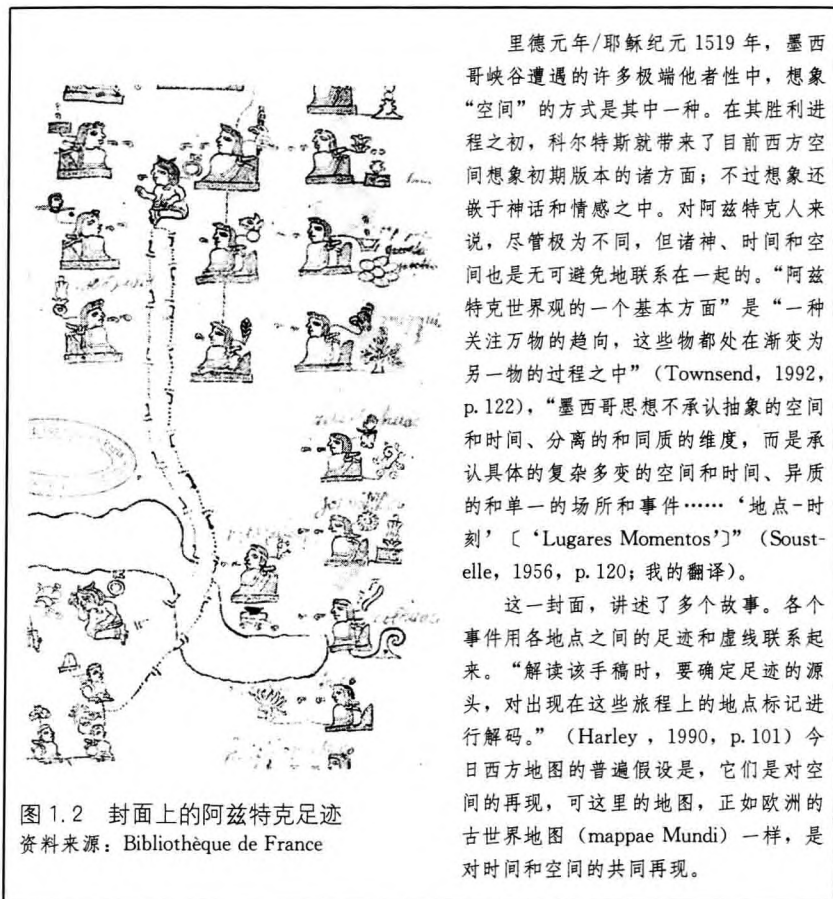 里德元年/耶稣纪元 1519 年，墨西
哥峡谷遭遇的许多极端他者性中，想象
“空间”的方式是其中一种。在其胜利进
程之初，科尔特斯就带来了目前西方空
间想象初期版本的诸方面；不过想象还
嵌于神话和情感之中。对阿兹特克人来
说，尽管极为不同，但诸神、时间和空
间也是无可避免地联系在一起的。“阿兹
特克世界观的一个基本方面”是“一种
关注万物的趋向，这些物都处在渐变为
另一物的过程之中”（Townsend，1992，
p. 122），“墨西哥思想不承认抽象的空间
和时间、分离的和同质的维度，而是承
认具体的复杂多变的空间和时间、异质
的和单一的场所和事件……‘地点-时
刻’〔‘Lugares Momentos’〕”（Soust-
elle，1956，p. 120；我的翻译）。
这一封面，讲述了多个故事。各个
事件用各地点之间的足迹和虚线联系起
来。“解读该手稿时，要确定足迹的源
头，对出现在这些旅程上的地点标记进
行解码。”（Harley，1990，p. 101）今
日西方地图的普遍假设是，它们是对空
间的再现，可这里的地图，正如欧洲的
古世界地图（mappae Mundi）一样，是
对时间和空间的共同再现。
图 1.2 封面上的阿兹特克足迹
资料来源：Bibliothèque de France